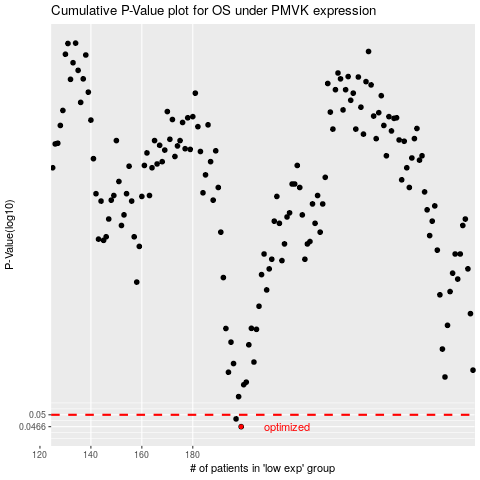 Cumulative P-Value plot for OS under PMVK expression
P-Value(log10)
0.05
0.0466
optimized
120 140 160 180
# of patients in 'low exp' group